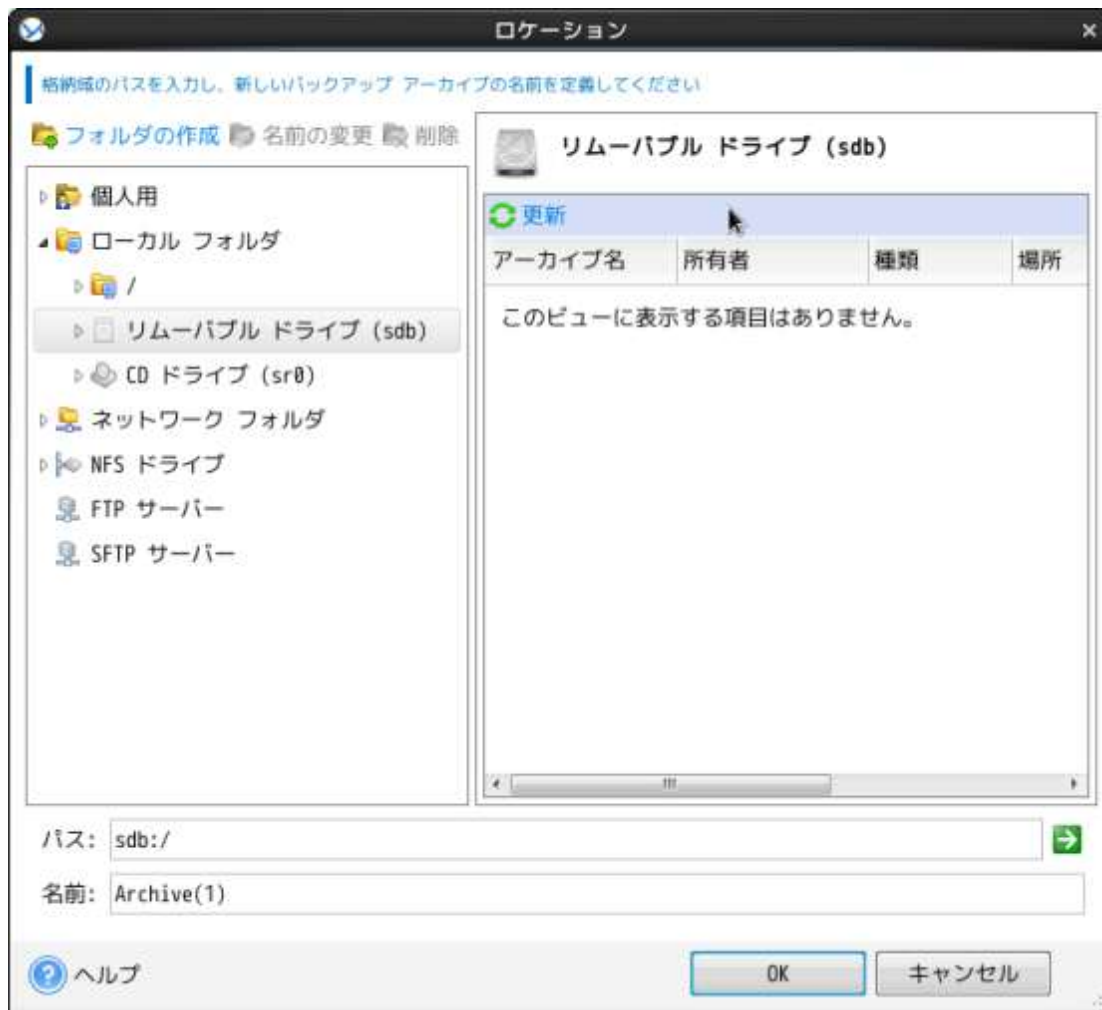 ロケーション
格納域のパスを入力し、新しいバックアップ アーカイブの名前を定義してください
フォルダの作成 名前の変更 削除
個人用
ローカル フォルダ
/
リムーバブル ドライブ (sdb)
CD ドライブ (sr0)
ネットワーク フォルダ
NFS ドライブ
FTP サーバー
SFTP サーバー
リムーバブル ドライブ (sdb)
更新
アーカイブ名 所有者 種類 場所
このビューに表示する項目はありません。
パス: sdb:/
名前: Archive(1)
ヘルプ OK キャンセル